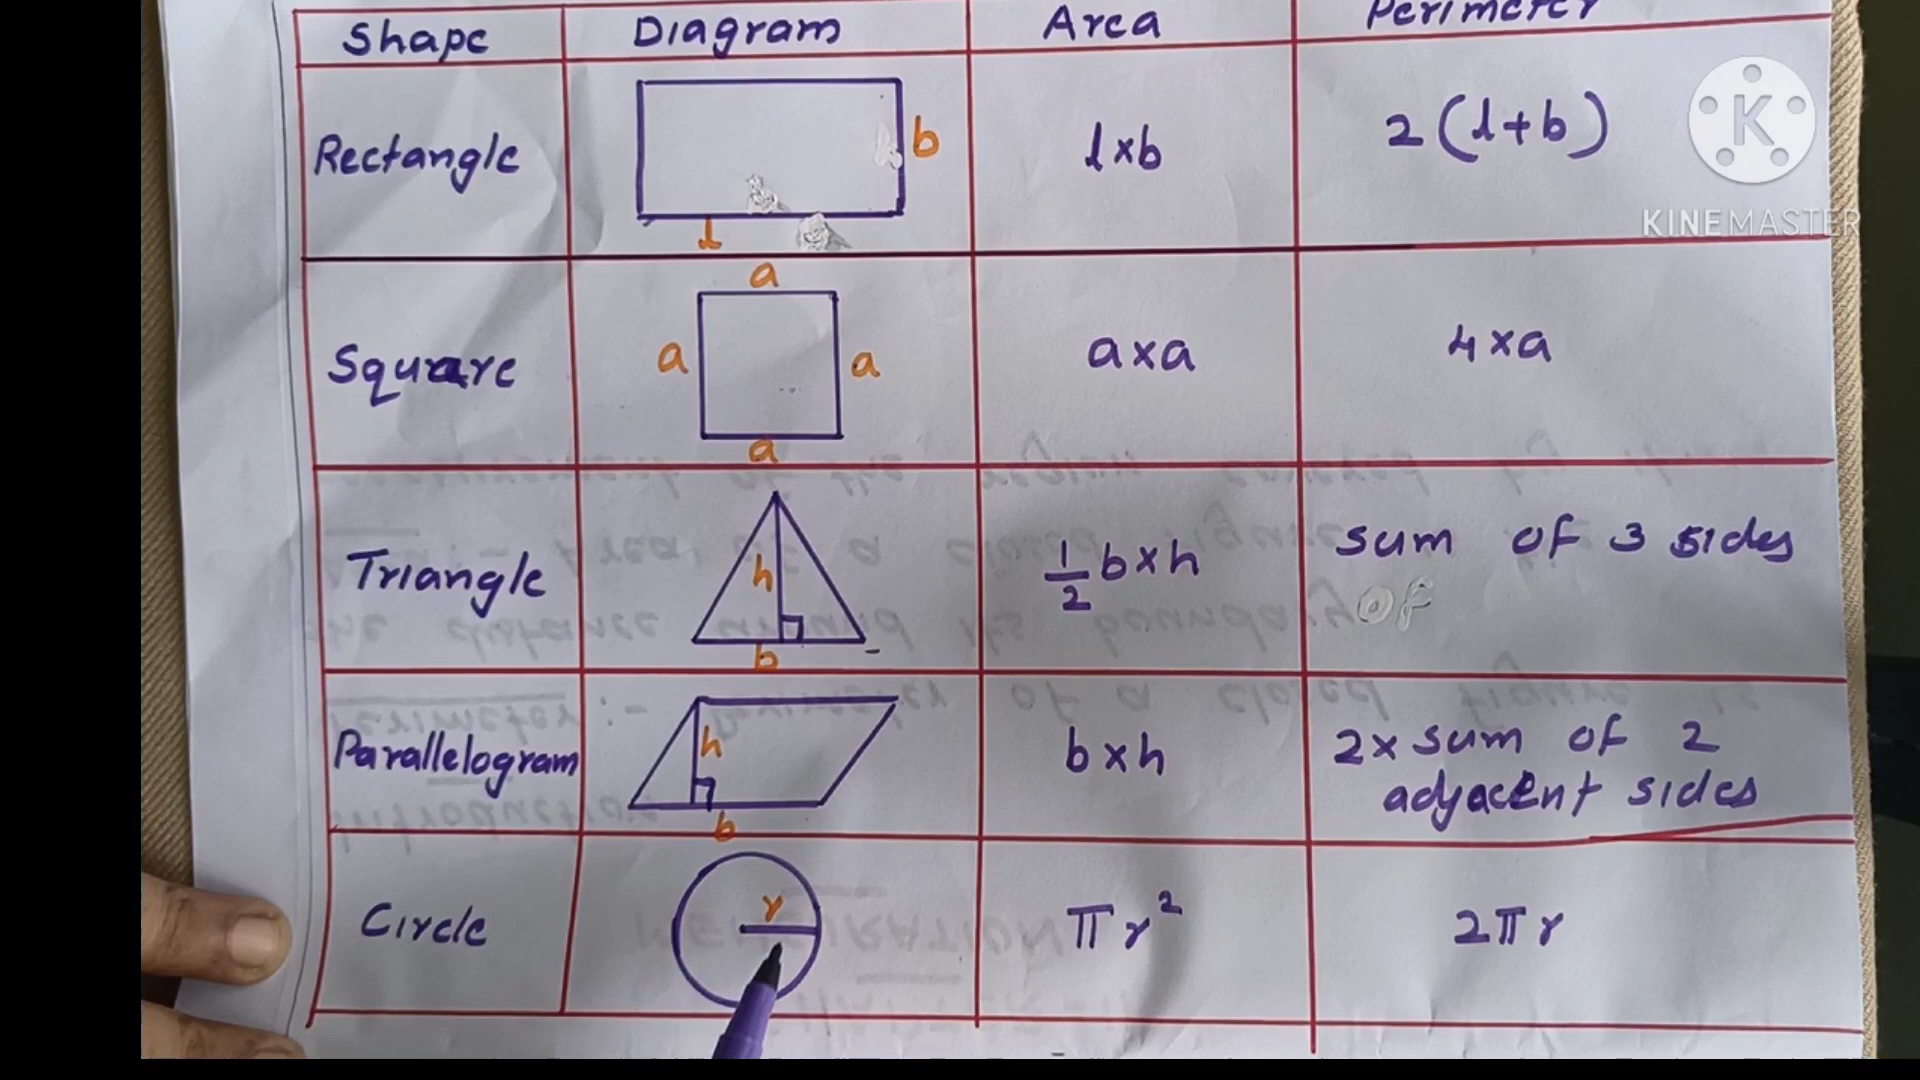 Shape Diagram Area Perimeter
Rectangle b l l×b 2(l+b)
K
KINEMASTER
Square a a a a a×a 4×a
Triangle h b 1/2 b×h sum of 3 sides
of
Parallelogram h b b×h 2× sum of 2
adjacent sides
Circle r πr² 2πr